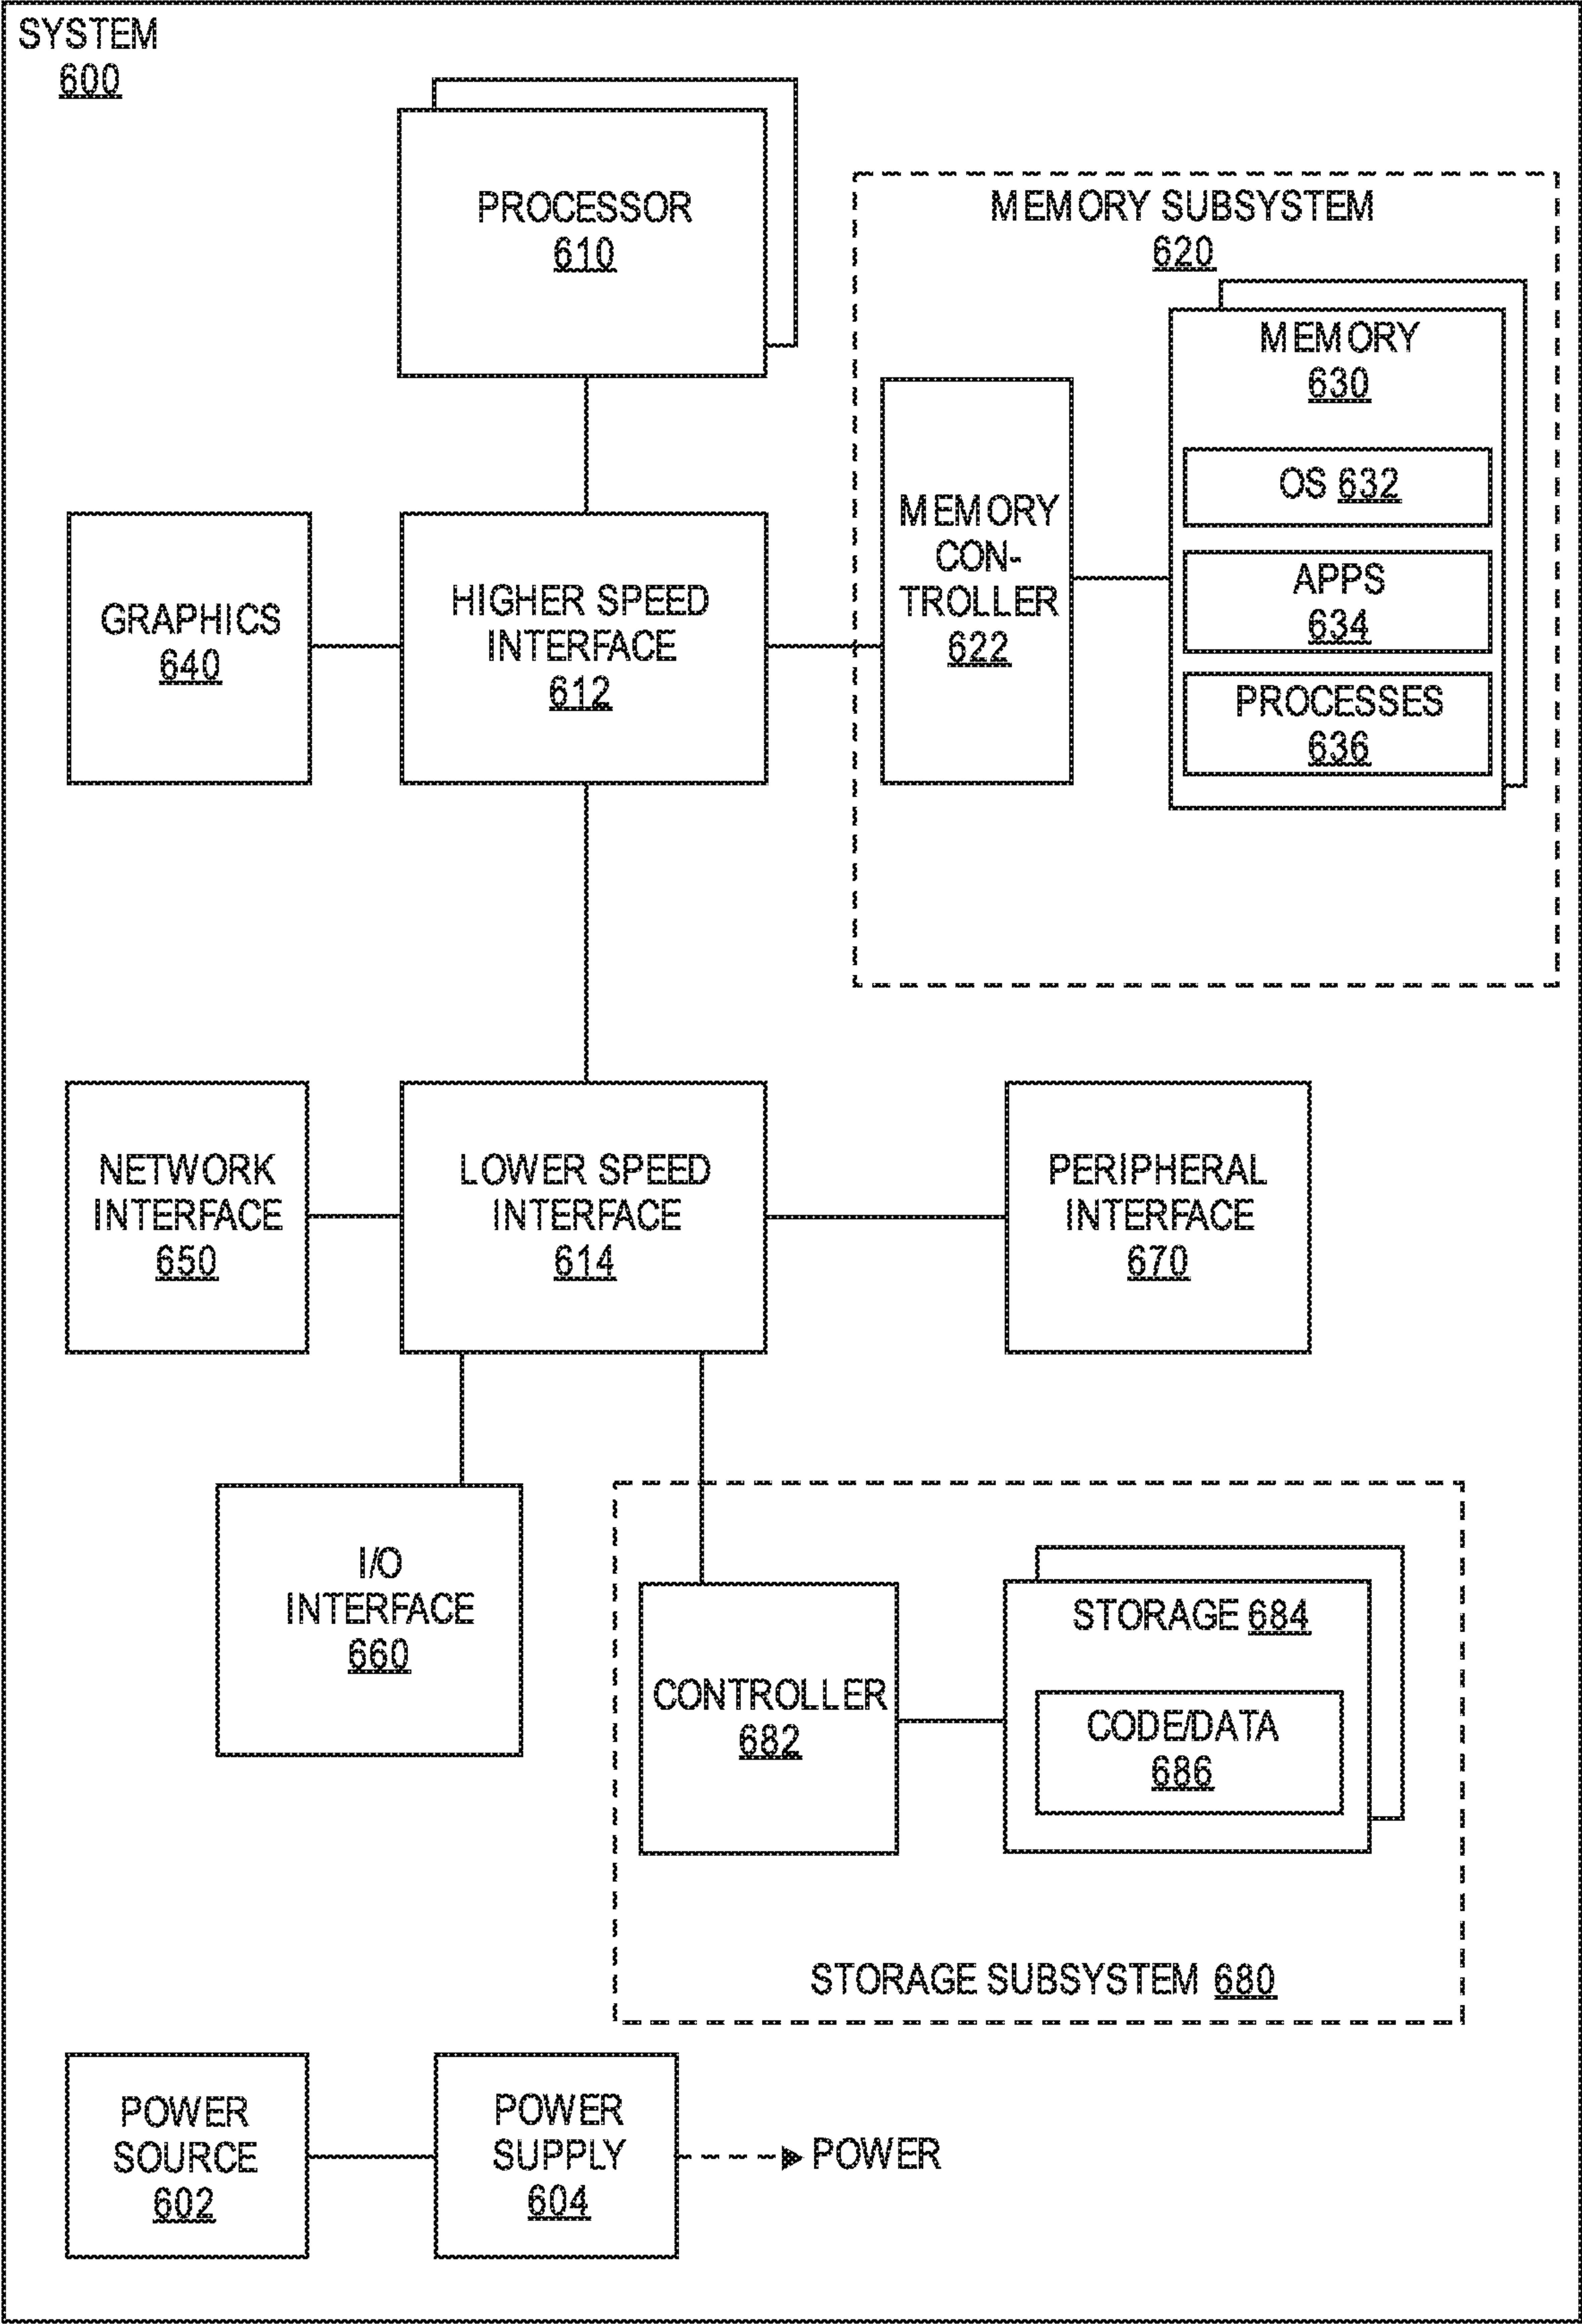 SYSTEM
600
PROCESSOR
610
MEMORY SUBSYSTEM
620
MEMORY
630
OS 632
APPS
634
PROCESSES
636
MEMORY
CON-
TROLLER
622
GRAPHICS
640
HIGHER SPEED
INTERFACE
612
NETWORK
INTERFACE
650
LOWER SPEED
INTERFACE
614
PERIPHERAL
INTERFACE
670
I/O
INTERFACE
660
CONTROLLER
682
STORAGE 684
CODE/DATA
686
STORAGE SUBSYSTEM 680
POWER
SOURCE
602
POWER
SUPPLY
604
POWER